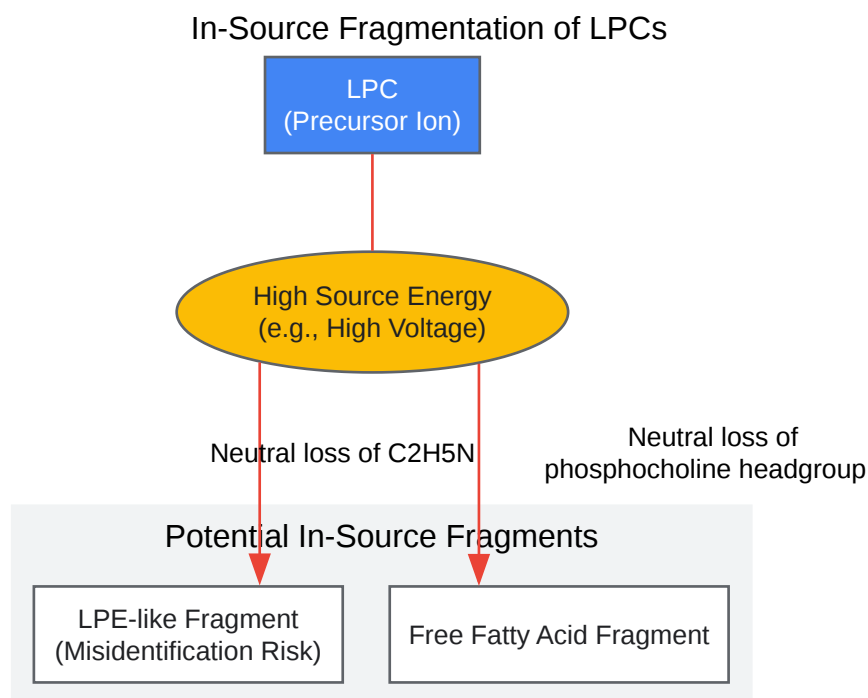 In-Source Fragmentation of LPCs
LPC
(Precursor Ion)
High Source Energy
(e.g., High Voltage)
Neutral loss of C2H5N
Neutral loss of
phosphocholine headgroup
Potential In-Source Fragments
LPE-like Fragment
(Misidentification Risk)
Free Fatty Acid Fragment